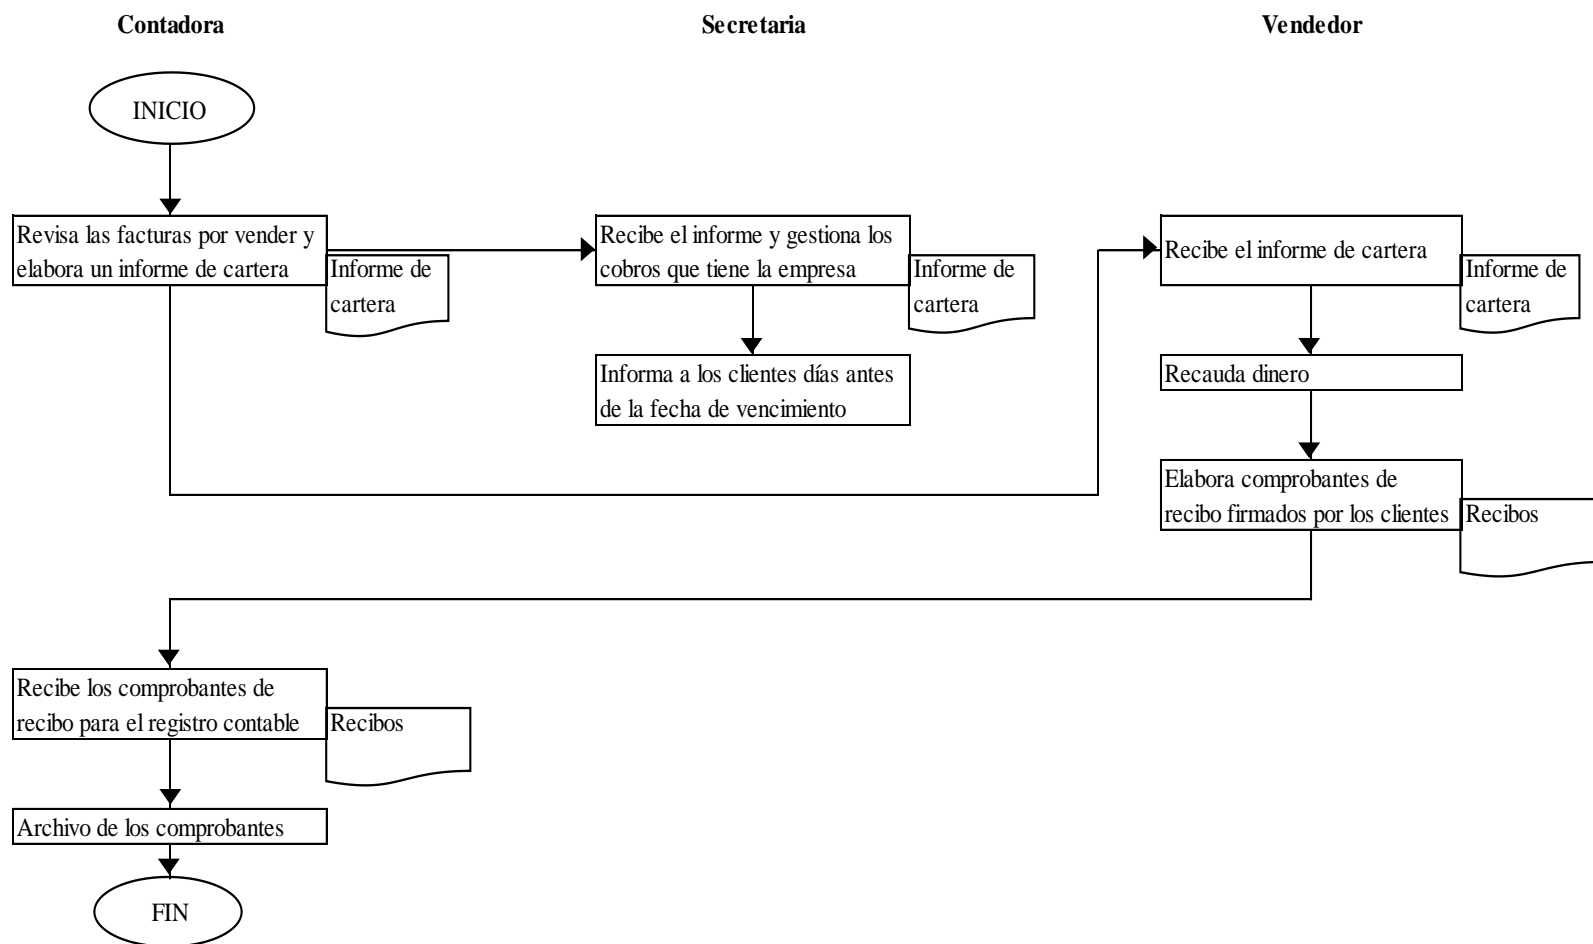 Contadora
Secretaria
Vendedor
INICIO
Revisa las facturas por vender y
elabora un informe de cartera
Informe de
cartera
Recibe el informe y gestiona los
cobros que tiene la empresa
Informe de
cartera
Recibe el informe de cartera
Informe de
cartera
Informa a los clientes días antes
de la fecha de vencimiento
Recauda dinero
Elabora comprobantes de
recibo firmados por los clientes
Recibos
Recibe los comprobantes de
recibo para el registro contable
Recibos
Archivo de los comprobantes
FIN